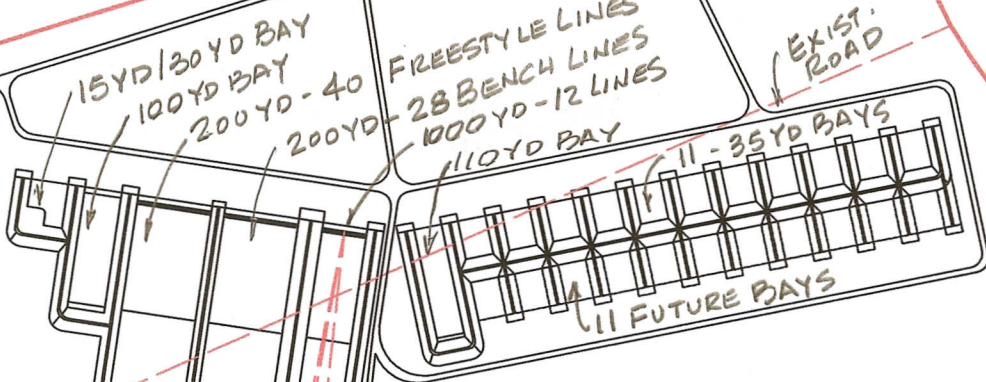 15YD/30YD BAY
100YD BAY
200YD-40 FREESTYLE LINES
200YD-28 BENCH LINES
1000YD-12 LINES
110YD BAY
EXIST.
ROAD
11-35YD BAYS
11 FUTURE BAYS